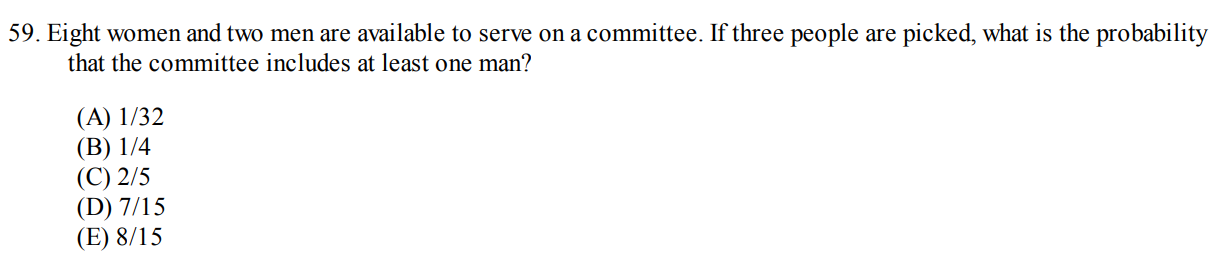 59. Eight women and two men are available to serve on a committee. If three people are picked, what is the probability
that the committee includes at least one man?
(A) 1/32
(B) 1/4
(C) 2/5
(D) 7/15
(E) 8/15